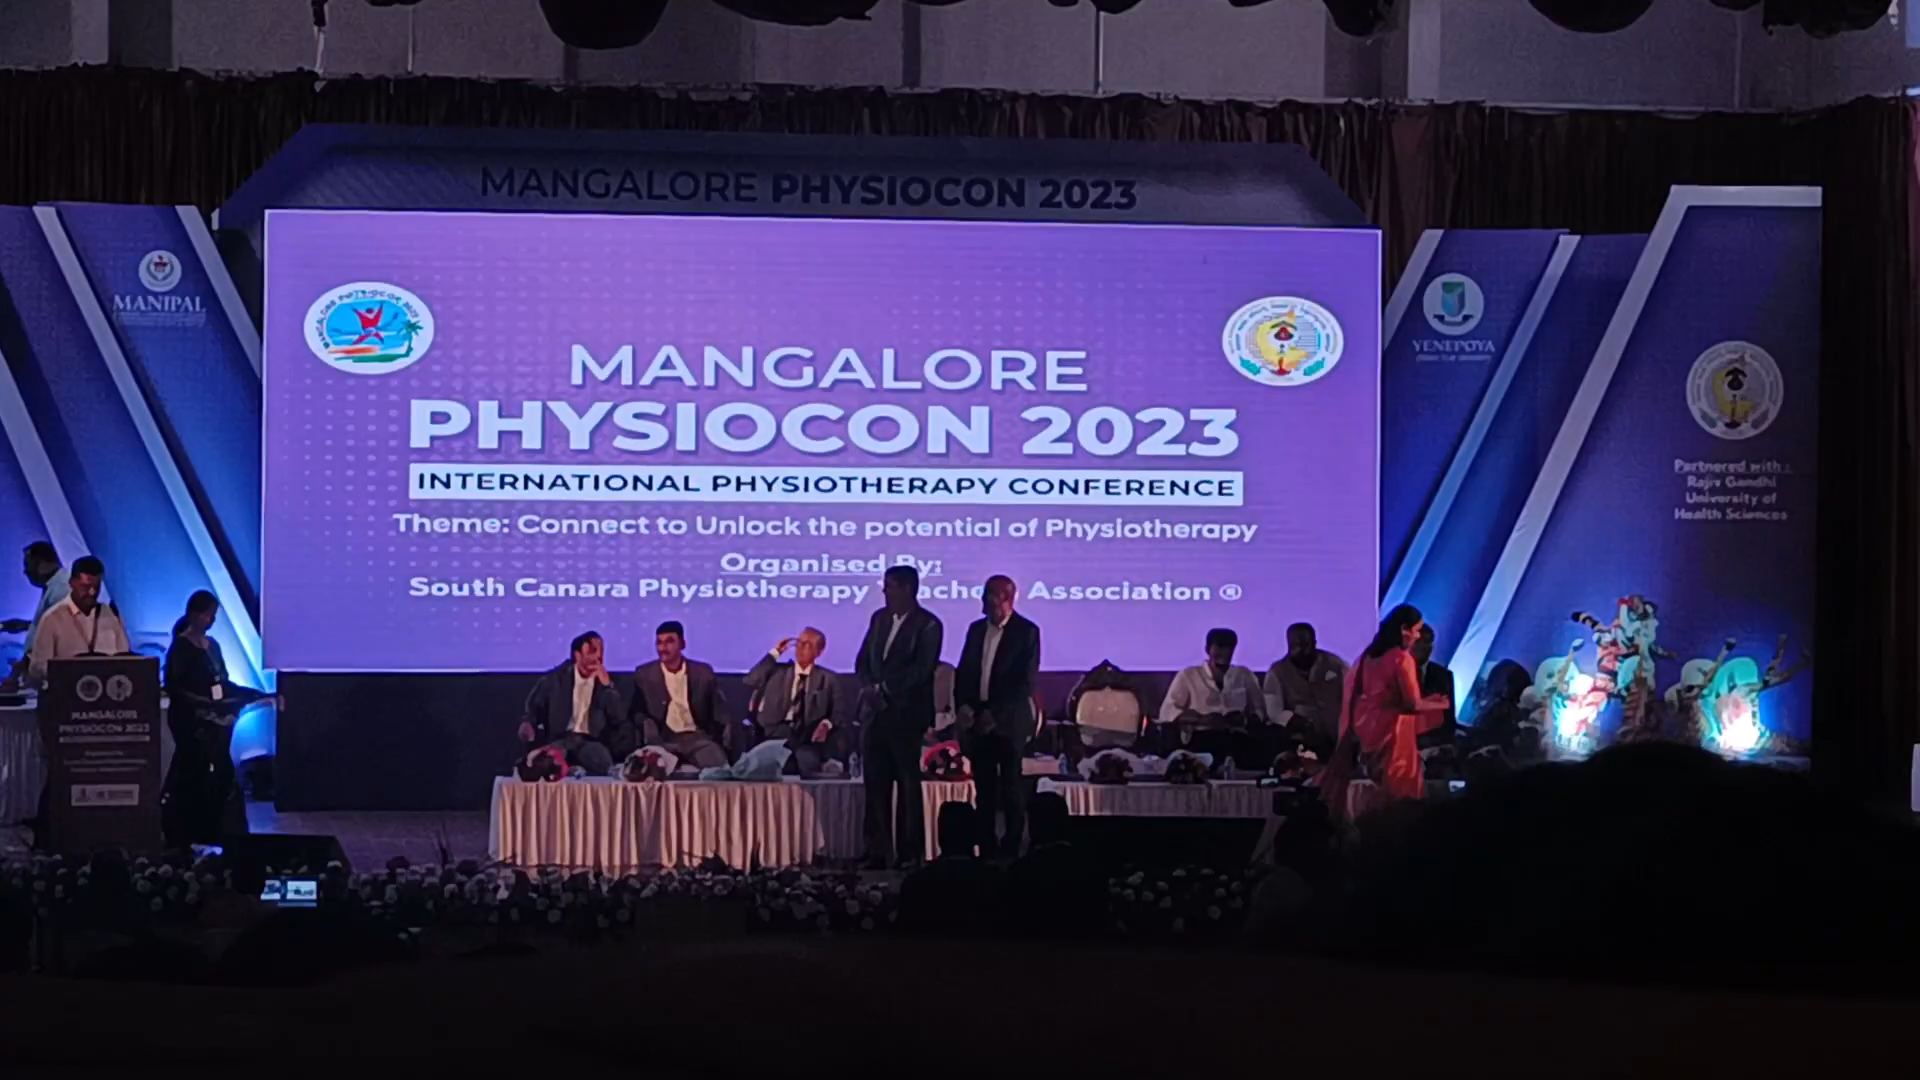 MANGALORE PHYSIOCON 2023
MANIPAL
MANGALORE
PHYSIOCON 2023
INTERNATIONAL PHYSIOTHERAPY CONFERENCE
Theme: Connect to Unlock the potential of Physiotherapy
Organised By:
South Canara Physiotherapy Association ®
YENEPOYA
Partnered with :
Rajiv Gandhi
University of
Health Sciences
MANGALORE
PHYSIOCON 2023